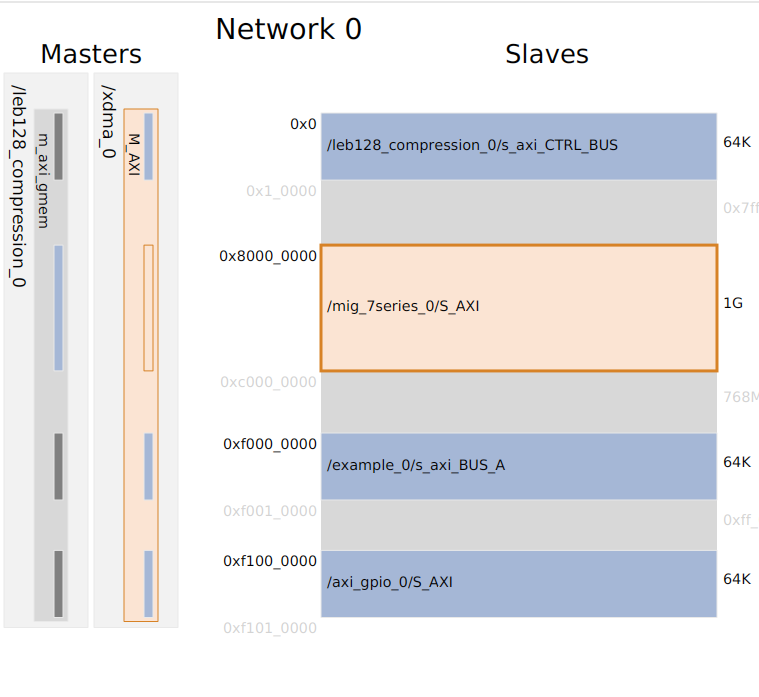 Network 0
Masters
Slaves
/leb128_compression_0
m_axi_gmem
/xdma_0
M_AXI
0x0
/leb128_compression_0/s_axi_CTRL_BUS
64K
0x1_0000
0x7ff
0x8000_0000
/mig_7series_0/S_AXI
1G
0xc000_0000
768M
0xf000_0000
/example_0/s_axi_BUS_A
64K
0xf001_0000
0xff_
0xf100_0000
/axi_gpio_0/S_AXI
64K
0xf101_0000